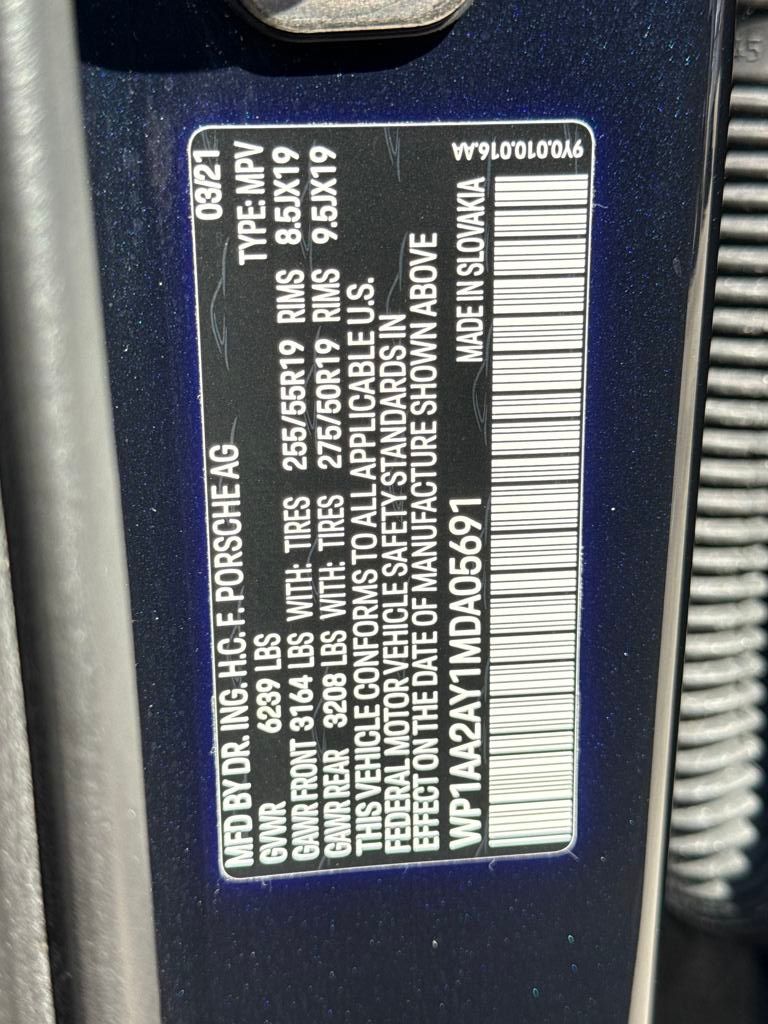 MFD BY DR. ING. H.C. F. PORSCHE AG 03/21
GVWR 6239 LBS TYPE: MPV
GAWR FRONT 3164 LBS WITH: TIRES 255/55R19 RIMS 8.5JX19
GAWR REAR 3208 LBS WITH: TIRES 275/50R19 RIMS 9.5JX19
THIS VEHICLE CONFORMS TO ALL APPLICABLE U.S.
FEDERAL MOTOR VEHICLE SAFETY STANDARDS IN
EFFECT ON THE DATE OF MANUFACTURE SHOWN ABOVE
WP1AA2AY1MDA05691 MADE IN SLOVAKIA
9Y0.010.016.AA